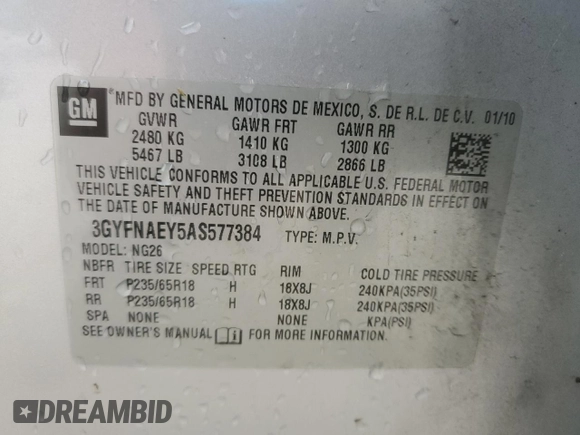 GM
MFD BY GENERAL MOTORS DE MEXICO, S. DE R.L. DE C.V. 01/10
GVWR GAWR FRT GAWR RR
2480 KG 1410 KG 1300 KG
5467 LB 3108 LB 2866 LB
THIS VEHICLE CONFORMS TO ALL APPLICABLE U.S. FEDERAL MOTOR
VEHICLE SAFETY AND THEFT PREVENTION STANDARDS IN EFFECT ON
THE DATE OF MANUFACTURE SHOWN ABOVE.
3GYFNAEY5AS577384 TYPE: M.P.V.
MODEL: NG26
NBFR TIRE SIZE SPEED RTG RIM COLD TIRE PRESSURE
FRT P235/65R18 H 18X8J 240KPA(35PSI)
RR P235/65R18 H 18X8J 240KPA(35PSI)
SPA NONE NONE KPA(PSI)
SEE OWNER'S MANUAL FOR MORE INFORMATION.
DREAMBID